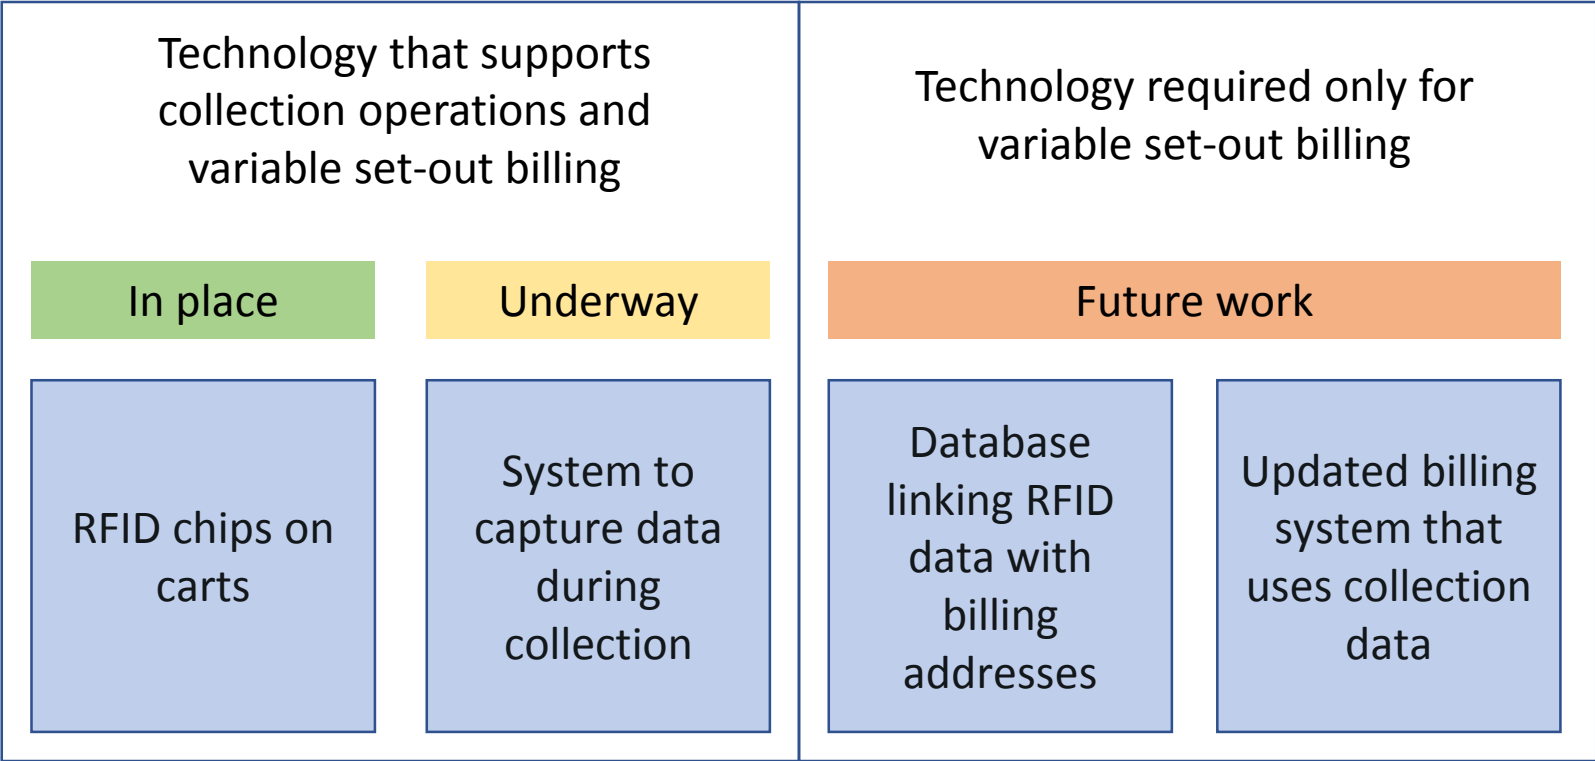 Technology that supports
collection operations and
variable set-out billing
In place
Underway
RFID chips on
carts
System to
capture data
during
collection
Technology required only for
variable set-out billing
Future work
Database
linking RFID
data with
billing
addresses
Updated billing
system that
uses collection
data